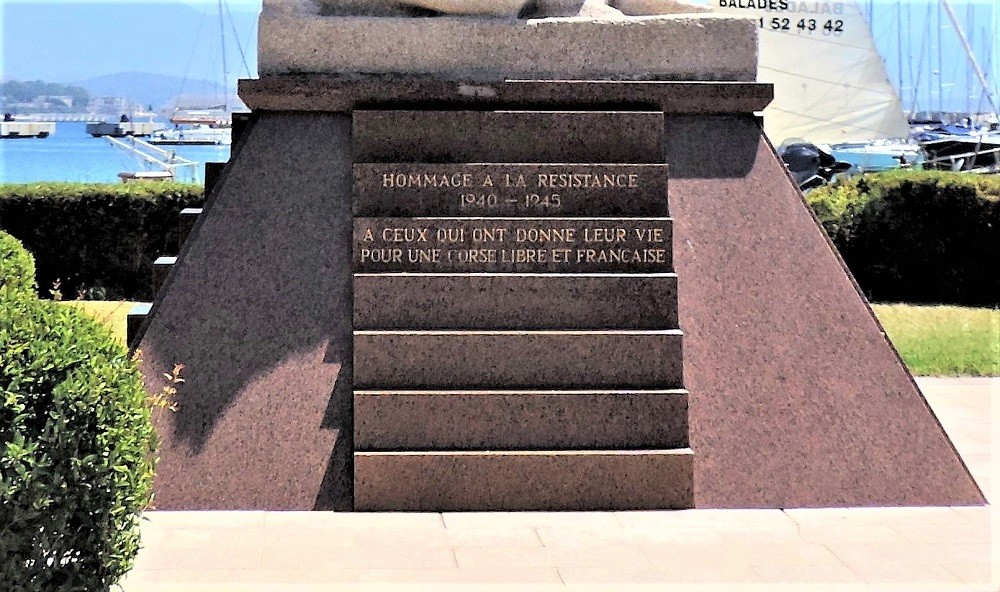 BALADES
1 52 43 42
HOMMAGE A LA RESISTANCE
1940 - 1945
A CEUX QUI ONT DONNE LEUR VIE
POUR UNE CORSE LIBRE ET FRANCAISE